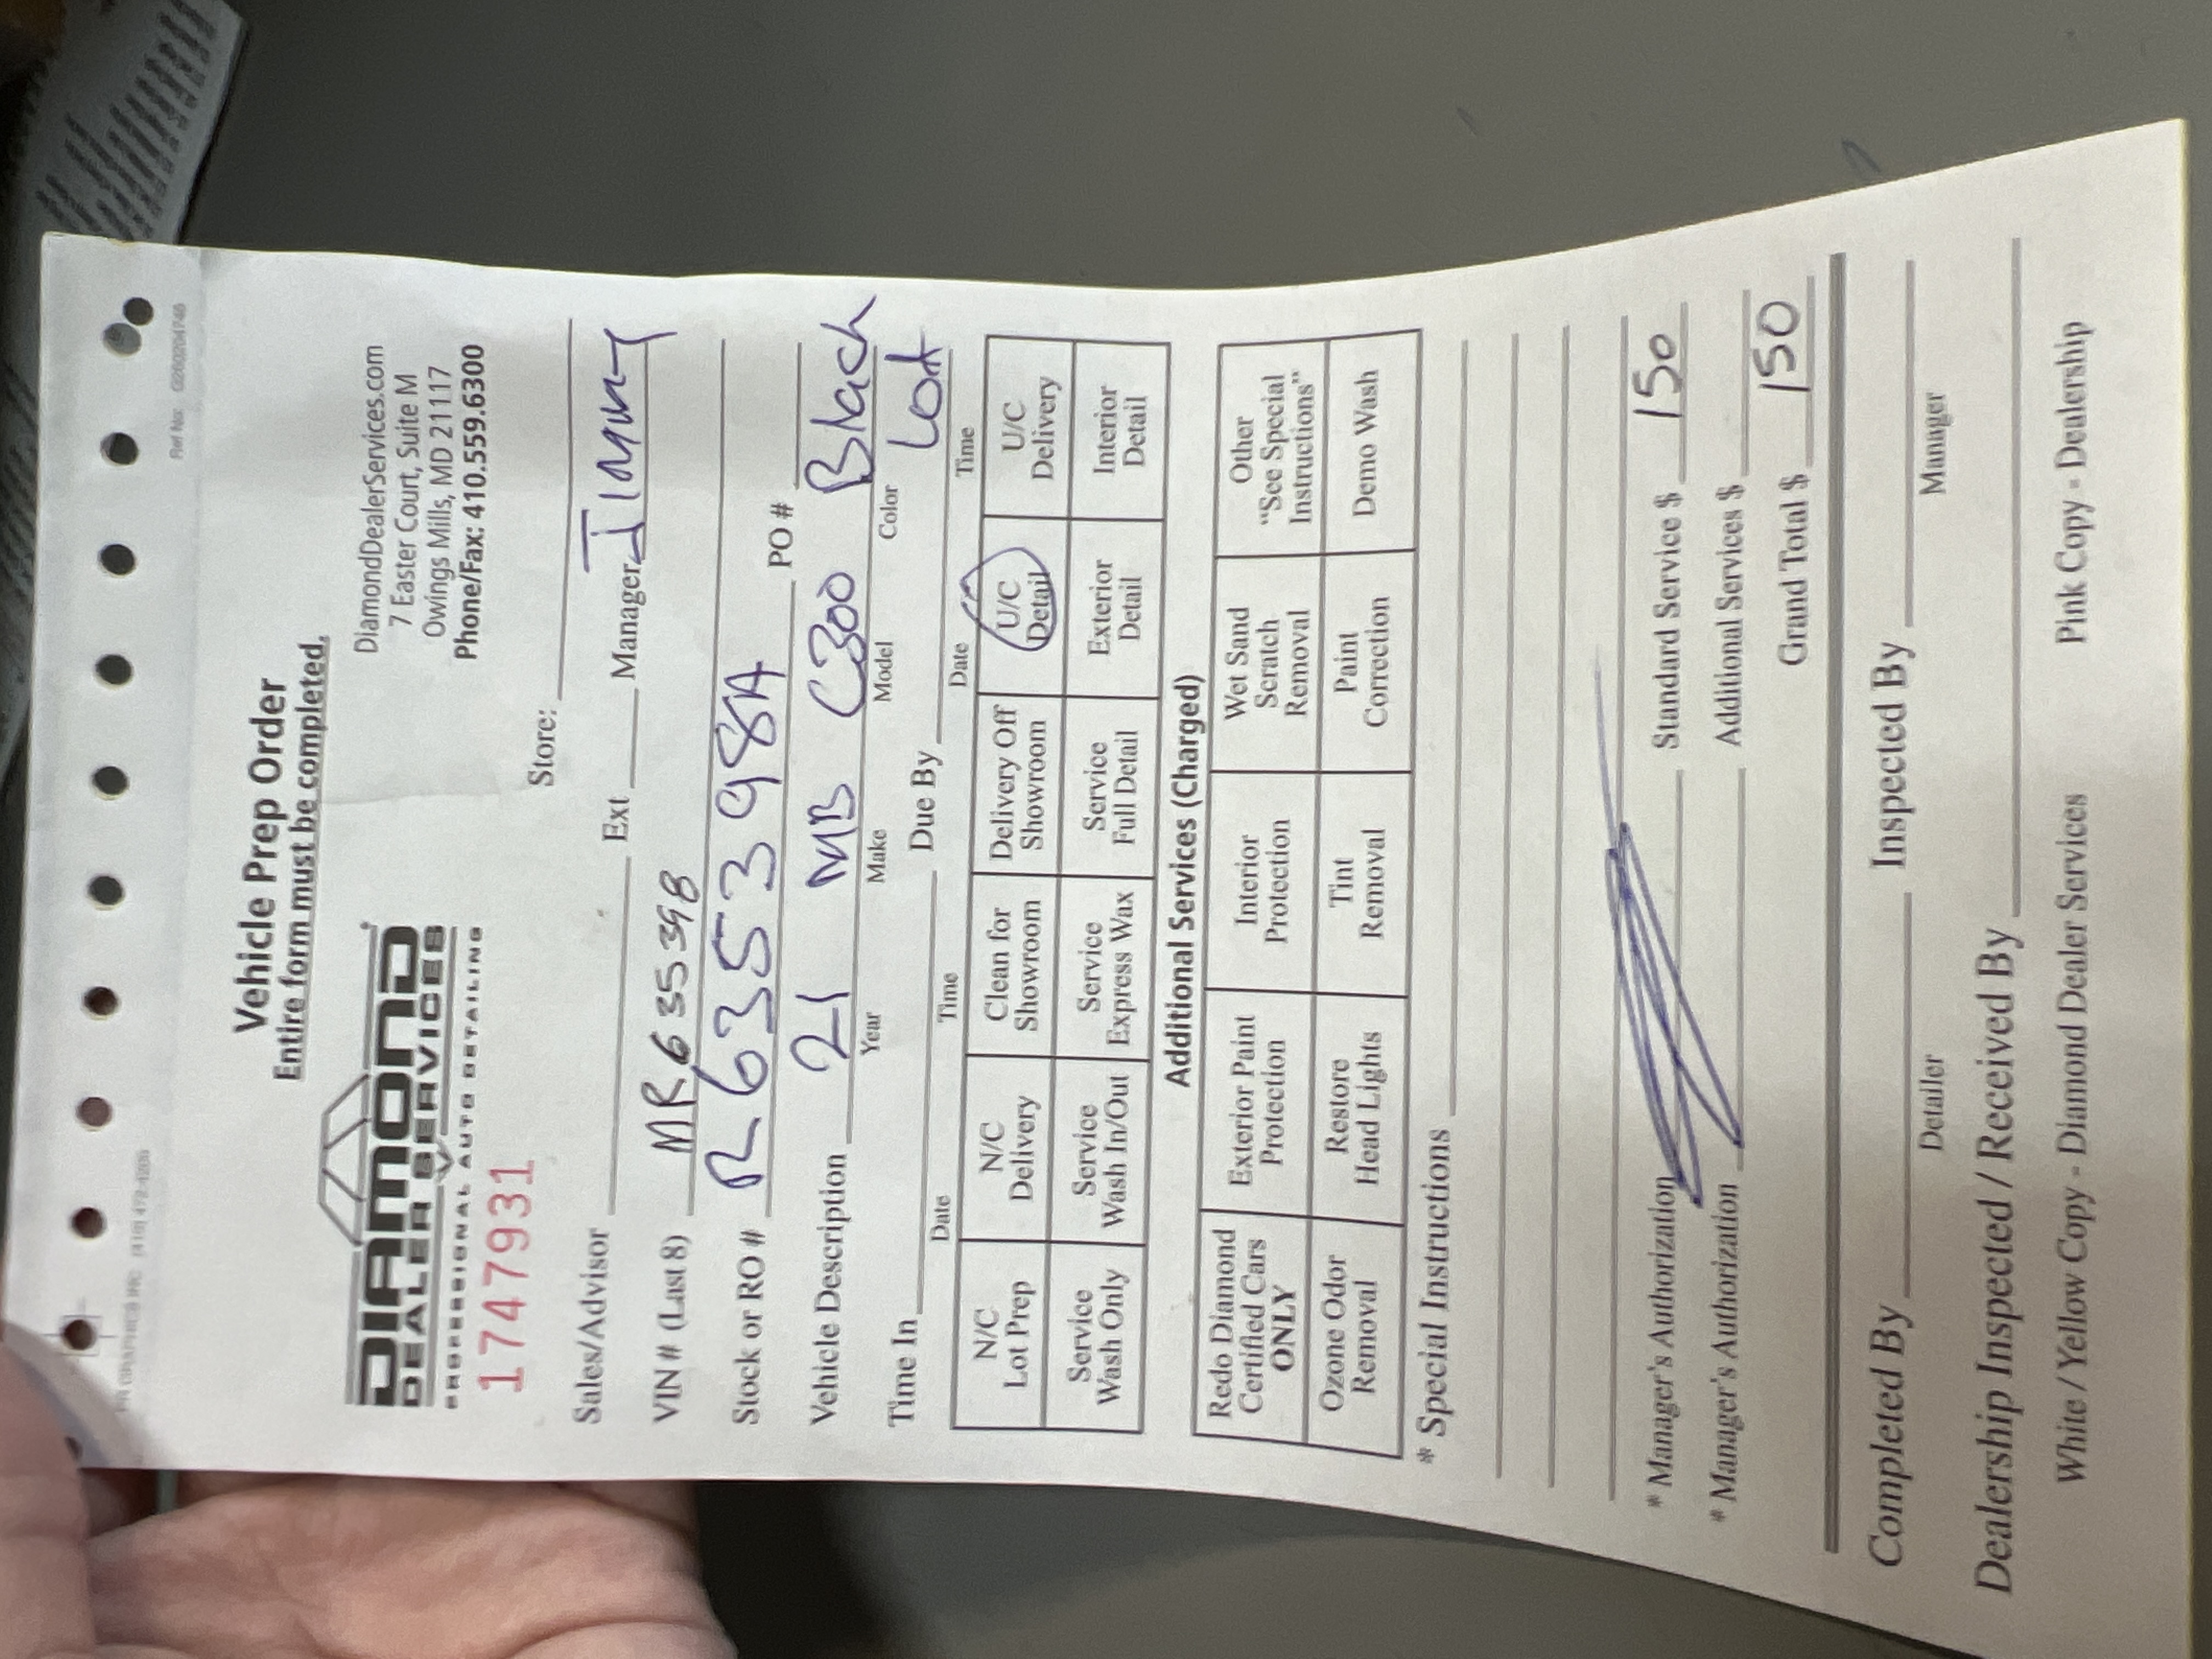 Ref No: 02602204746
Vehicle Prep Order
Entire form must be completed.
DIAMOND®
DEALER SERVICES
PROFESSIONAL AUTO DETAILING
DiamondDealerServices.com
7 Easter Court, Suite M
Owings Mills, MD 21117
Phone/Fax: 410.559.6300
1747931
Store:
Sales/Advisor Ext Manager
VIN # (Last 8) MR635398
Stock or RO # R635398A PO #
Vehicle Description 21 MB C300 Black
Year Make Model Color
Time In Due By Lot
Date Time Date Time
N/C Lot Prep N/C Delivery Clean for Showroom Delivery Off Showroom U/C Detail U/C Delivery
Service Wash Only Service Wash In/Out Service Express Wax Service Full Detail Exterior Detail Interior Detail
Additional Services (Charged)
Redo Diamond Certified Cars ONLY Exterior Paint Protection Interior Protection Wet Sand Scratch Removal Other "See Special Instructions"
Ozone Odor Removal Restore Head Lights Tint Removal Paint Correction Demo Wash
* Special Instructions
* Manager's Authorization Standard Service $ 150
* Manager's Authorization Additional Services $
Grand Total $ 150
Completed By Inspected By
Detailer Manager
Dealership Inspected / Received By
White / Yellow Copy - Diamond Dealer Services Pink Copy - Dealership